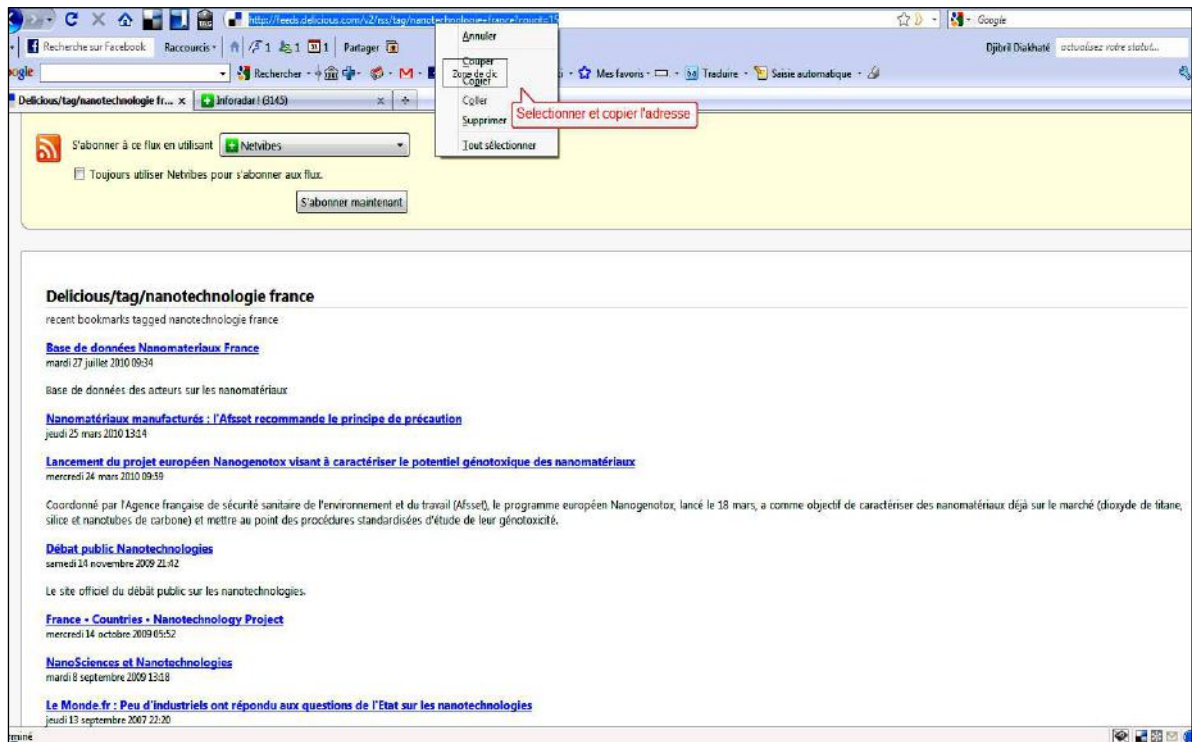 http://feeds.delicious.com/v2/rss/tag/nanotechnologie+france?count=15
Google
Annuler
Couper
Zone de clic
Copier
Coller
Supprimer
Tout sélectionner
Selectionner et copier l'adresse
Recherche sur Facebook Raccourcis 1 1 1 Partager
Djibril Diakhaté actualisez votre statut...
Rechercher
Mes favoris Traduire Saisie automatique
Delicious/tag/nanotechnologie fr... x Inforadar ! (3145) x
S'abonner à ce flux en utilisant Netvibes
Toujours utiliser Netvibes pour s'abonner aux flux.
S'abonner maintenant
Delicious/tag/nanotechnologie france
recent bookmarks tagged nanotechnologie france
Base de données Nanomateriaux France
mardi 27 juillet 2010 09:34
Base de données des acteurs sur les nanomatériaux
Nanomatériaux manufacturés : l'Afsset recommande le principe de précaution
jeudi 25 mars 2010 13:14
Lancement du projet européen Nanogenotox visant à caractériser le potentiel génotoxique des nanomatériaux
mercredi 24 mars 2010 09:59
Coordonné par l'Agence française de sécurité sanitaire de l'environnement et du travail (Afsset), le programme européen Nanogenotox, lancé le 18 mars, a comme objectif de caractériser des nanomatériaux déjà sur le marché (dioxyde de titane,
silice et nanotubes de carbone) et mettre au point des procédures standardisées d'étude de leur génotoxicité.
Débat public Nanotechnologies
samedi 14 novembre 2009 21:42
Le site officiel du débât public sur les nanotechnologies.
France • Countries • Nanotechnology Project
mercredi 14 octobre 2009 05:52
NanoSciences et Nanotechnologies
mardi 8 septembre 2009 13:18
Le Monde.fr : Peu d'industriels ont répondu aux questions de l'Etat sur les nanotechnologies
jeudi 13 septembre 2007 22:20